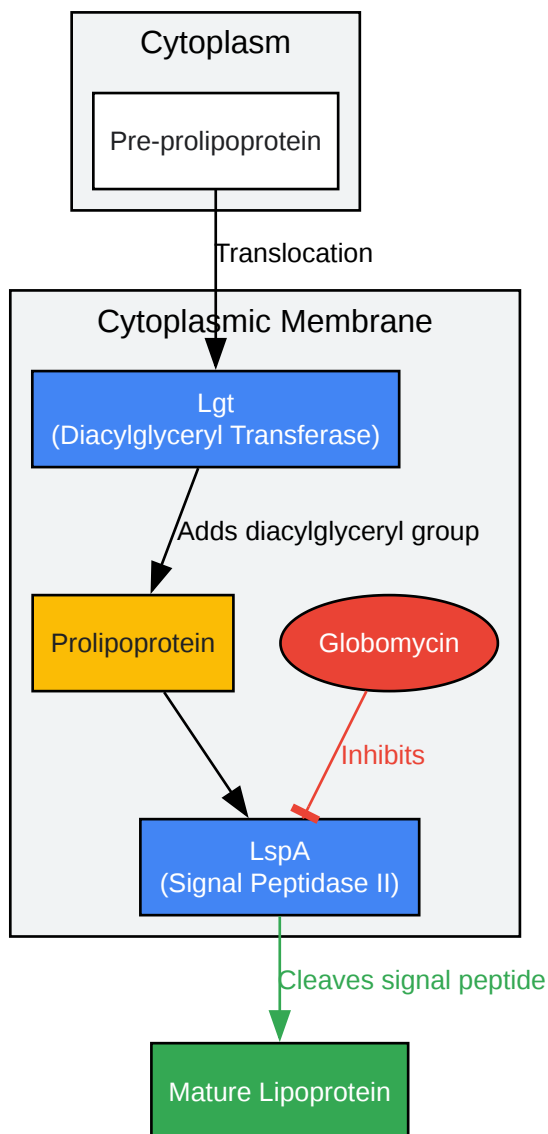 Cytoplasm
Pre-prolipoprotein
Translocation
Cytoplasmic Membrane
Lgt
(Diacylglyceryl Transferase)
Adds diacylglyceryl group
Prolipoprotein
Globomycin
Inhibits
LspA
(Signal Peptidase II)
Cleaves signal peptide
Mature Lipoprotein